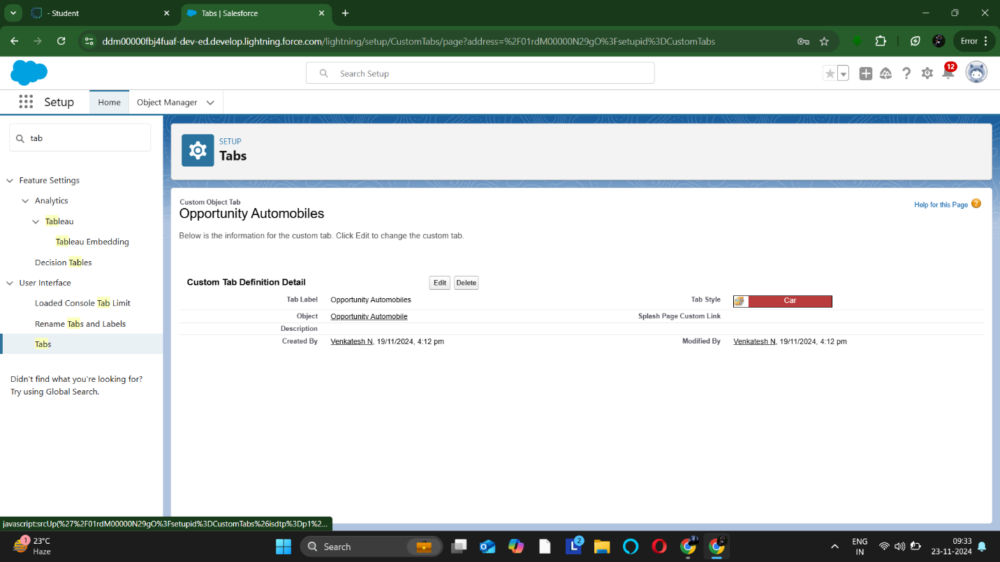 - Student
Tabs | Salesforce
ddm00000fbj4fuaf-dev-ed.develop.lightning.force.com/lightning/setup/CustomTabs/page?address=%2F01rdM00000N29gO%3Fsetupid%3DCustomTabs
Error
Search Setup
12
Setup
Home
Object Manager
tab
SETUP
Tabs
Feature Settings
Analytics
Tableau
Tableau Embedding
Decision Tables
User Interface
Loaded Console Tab Limit
Rename Tabs and Labels
Tabs
Didn't find what you're looking for?
Try using Global Search.
Custom Object Tab
Opportunity Automobiles
Help for this Page ?
Below is the information for the custom tab. Click Edit to change the custom tab.
Custom Tab Definition Detail Edit Delete
Tab Label Opportunity Automobiles Tab Style Car
Object Opportunity Automobile Splash Page Custom Link
Description
Created By Venkatesh N, 19/11/2024, 4:12 pm Modified By Venkatesh N, 19/11/2024, 4:12 pm
javascript:srcUp(%27%2F01rdM00000N29gO%3Fsetupid%3DCustomTabs%26isdtp%3Dp1%2...
1
23°C
Haze
Search
L
2
ENG
IN
09:33
23-11-2024